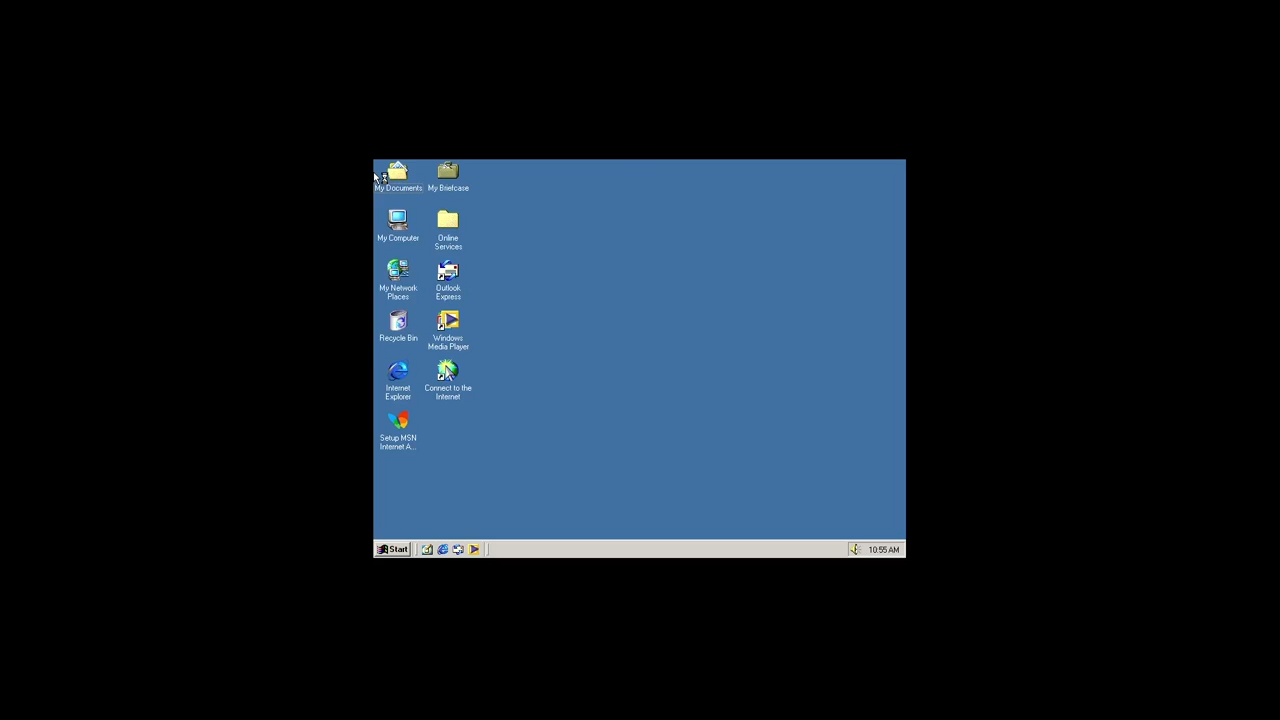 My Documents
My Briefcase
My Computer
Online
Services
My Network
Places
Outlook
Express
Recycle Bin
Windows
Media Player
Internet
Explorer
Connect to the
Internet
Setup MSN
Internet A...
Start
10:55 AM